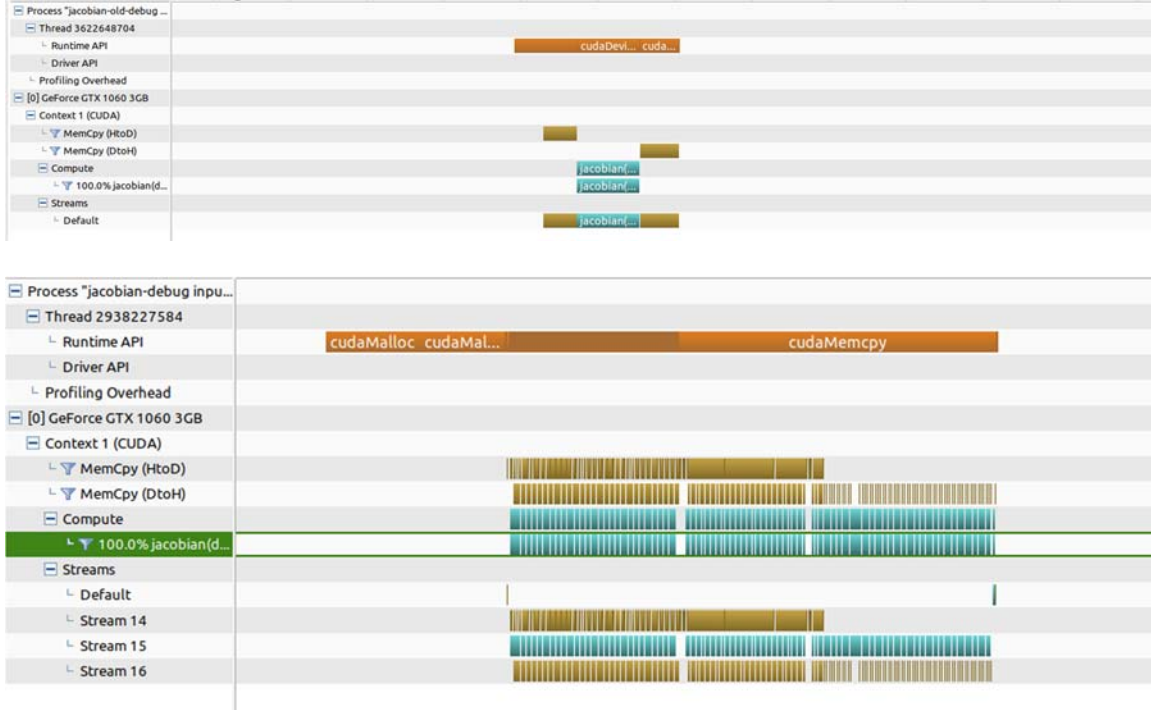 Process "jacobian-old-debug ...
Thread 3622648704
Runtime API cudaDevi... cuda...
Driver API
Profiling Overhead
[0] GeForce GTX 1060 3GB
Context 1 (CUDA)
MemCpy (HtoD)
MemCpy (DtoH)
Compute jacobian(...
100.0% jacobian(d... jacobian(...
Streams
Default jacobian(...
Process "jacobian-debug inpu...
Thread 2938227584
Runtime API cudaMalloc cudaMal... cudaMemcpy
Driver API
Profiling Overhead
[0] GeForce GTX 1060 3GB
Context 1 (CUDA)
MemCpy (HtoD)
MemCpy (DtoH)
Compute
100.0% jacobian(d...
Streams
Default
Stream 14
Stream 15
Stream 16